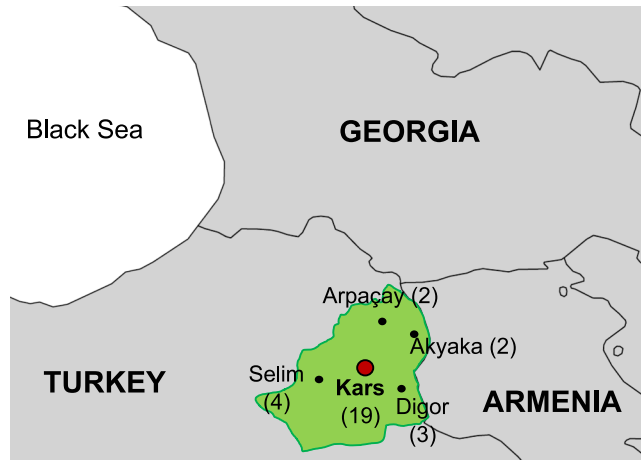 Black Sea
GEORGIA
Arpaçay (2)
Akyaka (2)
TURKEY
Selim
(4)
Kars
(19)
Digor
(3)
ARMENIA